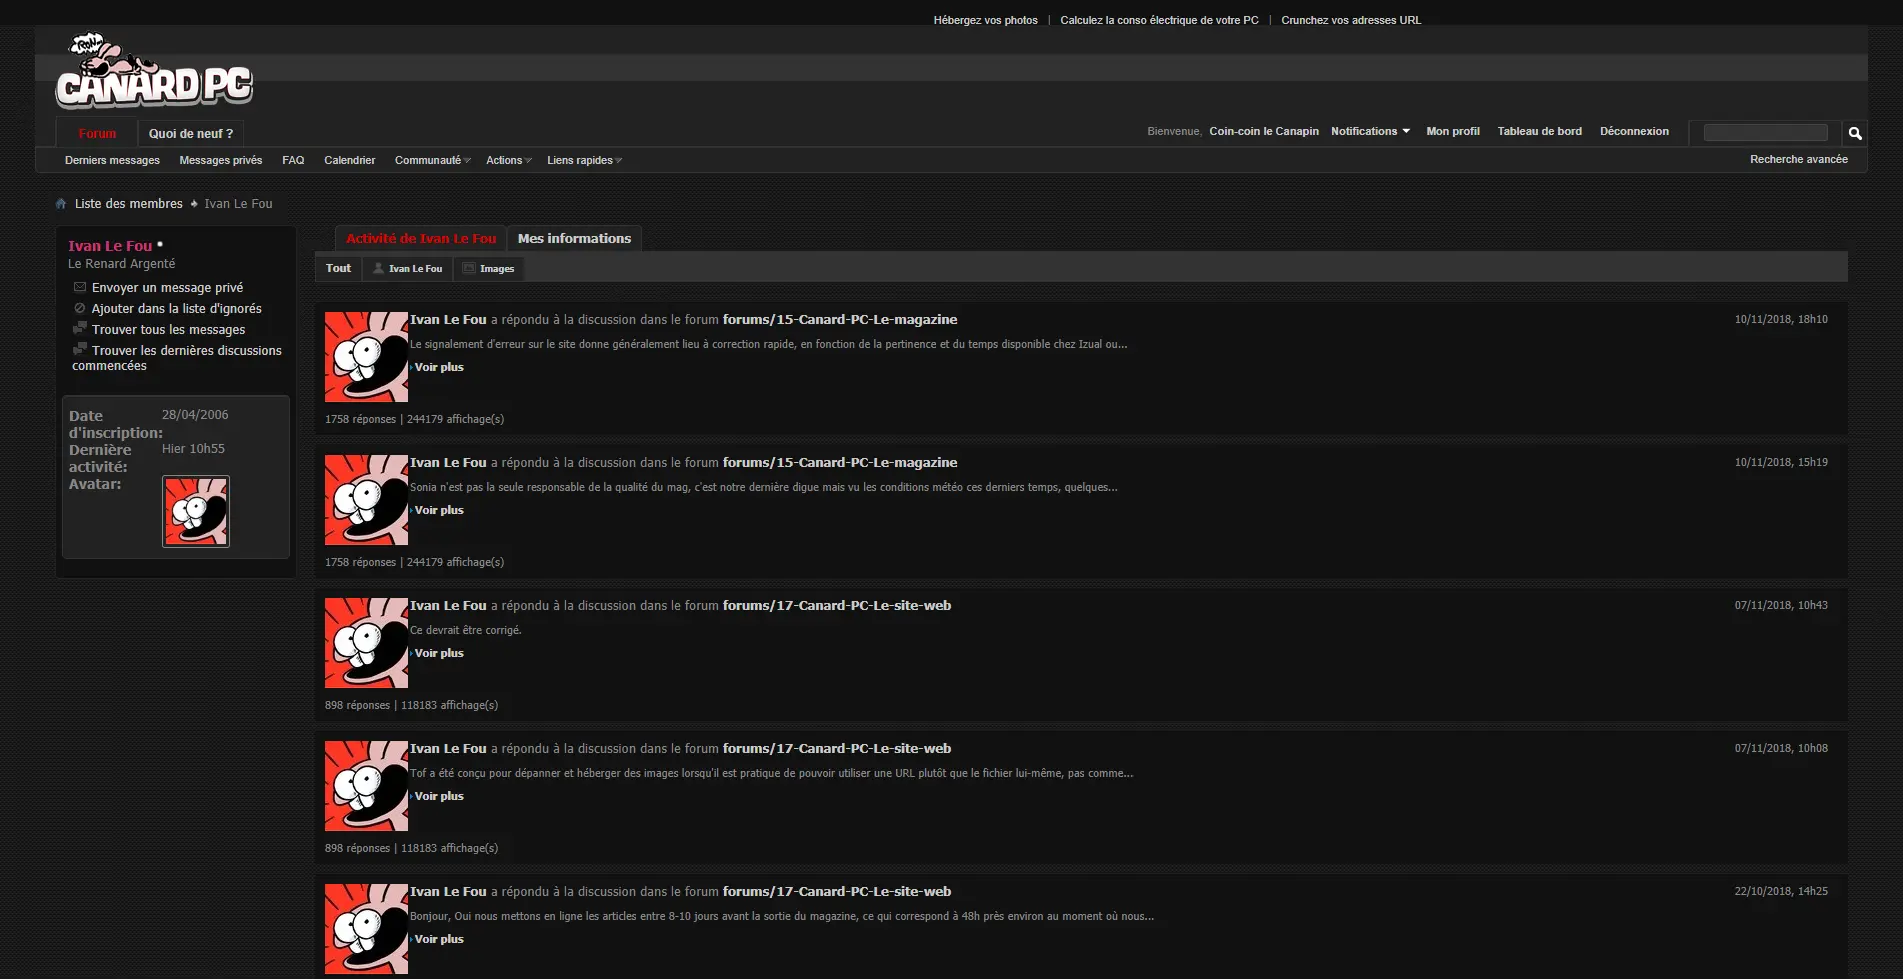 Hébergez vos photos | Calculez la conso électrique de votre PC | Crunchez vos adresses URL
CANARD PC
Forum Quoi de neuf ?
Bienvenue, Coin-coin le Canapin Notifications Mon profil Tableau de bord Déconnexion
Derniers messages Messages privés FAQ Calendrier Communauté Actions Liens rapides
Recherche avancée
Liste des membres Ivan Le Fou
Ivan Le Fou
Le Renard Argenté
Envoyer un message privé
Ajouter dans la liste d'ignorés
Trouver tous les messages
Trouver les dernières discussions
commencées
Date 28/04/2006
d'inscription:
Dernière Hier 10h55
activité:
Avatar:
Activité de Ivan Le Fou Mes informations
Tout Ivan Le Fou Images
Ivan Le Fou a répondu à la discussion dans le forum forums/15-Canard-PC-Le-magazine 10/11/2018, 18h10
Le signalement d'erreur sur le site donne généralement lieu à correction rapide, en fonction de la pertinence et du temps disponible chez Izual ou...
Voir plus
1758 réponses | 244179 affichage(s)
Ivan Le Fou a répondu à la discussion dans le forum forums/15-Canard-PC-Le-magazine 10/11/2018, 15h19
Sonia n'est pas la seule responsable de la qualité du mag, c'est notre dernière digue mais vu les conditions météo ces derniers temps, quelques...
Voir plus
1758 réponses | 244179 affichage(s)
Ivan Le Fou a répondu à la discussion dans le forum forums/17-Canard-PC-Le-site-web 07/11/2018, 10h43
Ce devrait être corrigé.
Voir plus
898 réponses | 118183 affichage(s)
Ivan Le Fou a répondu à la discussion dans le forum forums/17-Canard-PC-Le-site-web 07/11/2018, 10h08
Tof a été conçu pour dépanner et héberger des images lorsqu'il est pratique de pouvoir utiliser une URL plutôt que le fichier lui-même, pas comme...
Voir plus
898 réponses | 118183 affichage(s)
Ivan Le Fou a répondu à la discussion dans le forum forums/17-Canard-PC-Le-site-web 22/10/2018, 14h25
Bonjour, Oui nous mettons en ligne les articles entre 8-10 jours avant la sortie du magazine, ce qui correspond à 48h près environ au moment où nous...
Voir plus